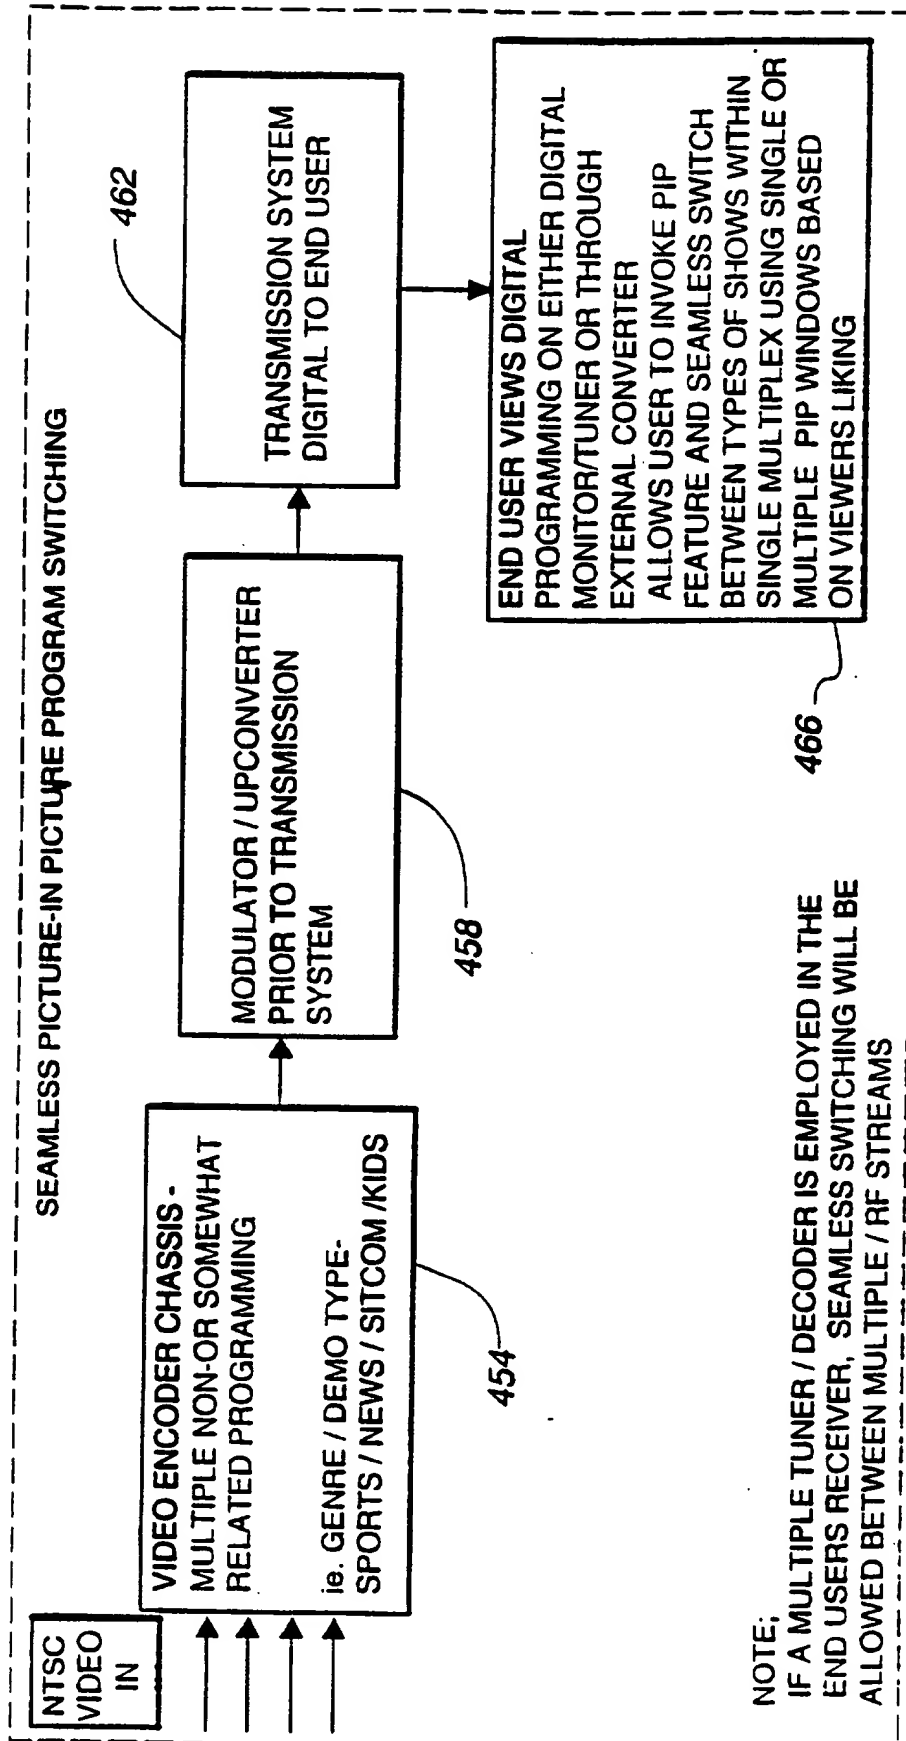 SEAMLESS PICTURE-IN PICTURE PROGRAM SWITCHING
NTSC
VIDEO
IN
VIDEO ENCODER CHASSIS -
MULTIPLE NON-OR SOMEWHAT
RELATED PROGRAMMING
ie. GENRE / DEMO TYPE-
SPORTS / NEWS / SITCOM /KIDS
454
MODULATOR / UPCONVERTER
PRIOR TO TRANSMISSION
SYSTEM
458
TRANSMISSION SYSTEM
DIGITAL TO END USER
462
END USER VIEWS DIGITAL
PROGRAMMING ON EITHER DIGITAL
MONITOR/TUNER OR THROUGH
EXTERNAL CONVERTER
ALLOWS USER TO INVOKE PIP
FEATURE AND SEAMLESS SWITCH
BETWEEN TYPES OF SHOWS WITHIN
SINGLE MULTIPLEX USING SINGLE OR
MULTIPLE PIP WINDOWS BASED
ON VIEWERS LIKING
466
NOTE;
IF A MULTIPLE TUNER / DECODER IS EMPLOYED IN THE
END USERS RECEIVER, SEAMLESS SWITCHING WILL BE
ALLOWED BETWEEN MULTIPLE / RF STREAMS